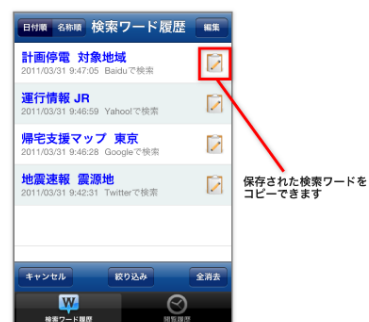 日付順 名称順 検索ワード履歴 編集
計画停電 対象地域
2011/03/31 9:47:05 Baiduで検索
運行情報 JR
2011/03/31 9:46:59 Yahoo!で検索
帰宅支援マップ 東京
2011/03/31 9:46:28 Googleで検索
地震速報 震源地
2011/03/31 9:42:31 Twitterで検索
保存された検索ワードを
コピーできます
キャンセル 絞り込み 全消去
W
検索ワード履歴 閲覧履歴